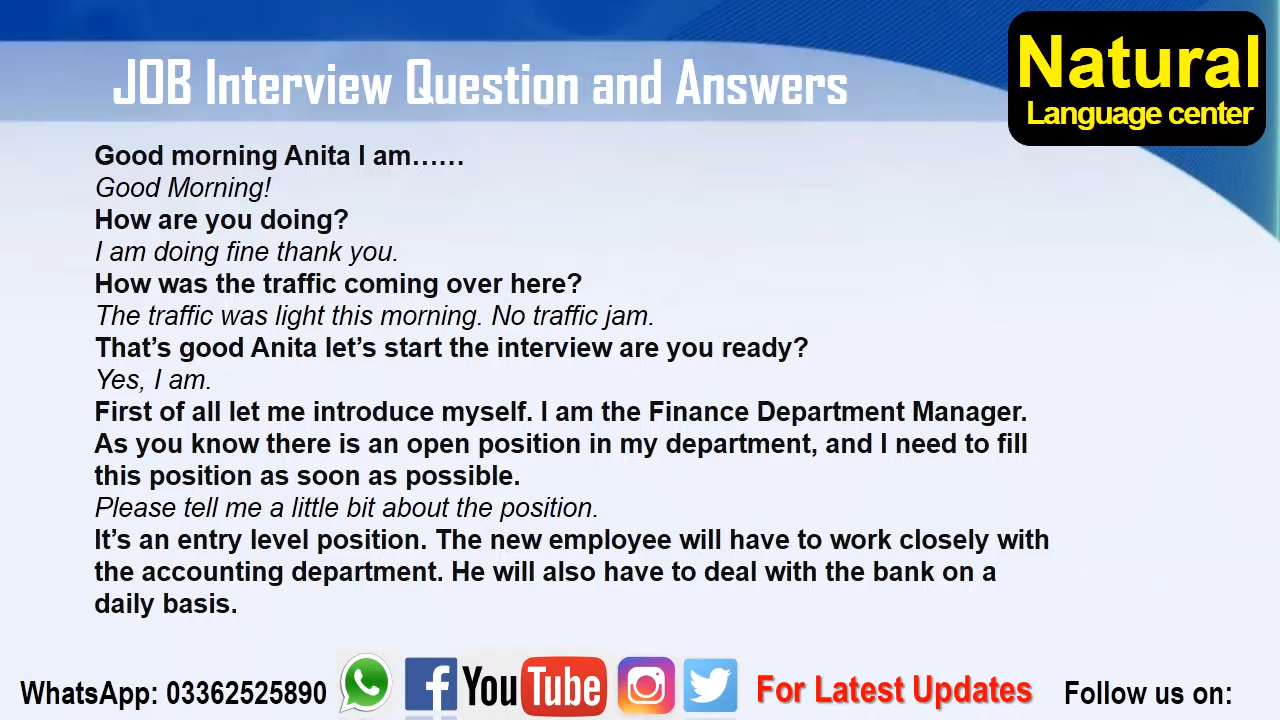 JOB Interview Question and Answers
Natural
Language center
Good morning Anita I am……
Good Morning!
How are you doing?
I am doing fine thank you.
How was the traffic coming over here?
The traffic was light this morning. No traffic jam.
That’s good Anita let’s start the interview are you ready?
Yes, I am.
First of all let me introduce myself. I am the Finance Department Manager.
As you know there is an open position in my department, and I need to fill
this position as soon as possible.
Please tell me a little bit about the position.
It’s an entry level position. The new employee will have to work closely with
the accounting department. He will also have to deal with the bank on a
daily basis.
WhatsApp: 03362525890
YouTube
For Latest Updates
Follow us on: